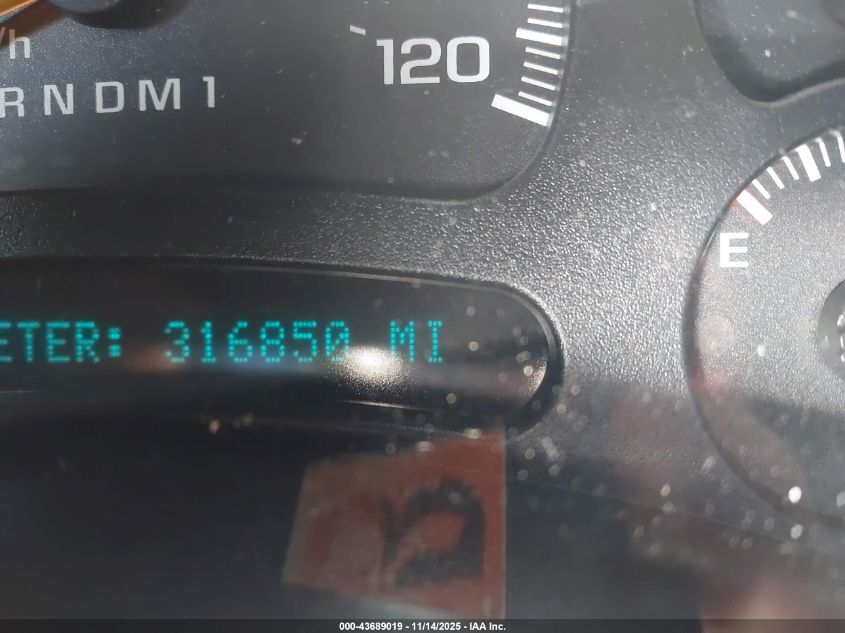 /h
120
RNDM1
E
ETER: 316850 MI
000-43689019 - 11/14/2025 - IAA Inc.